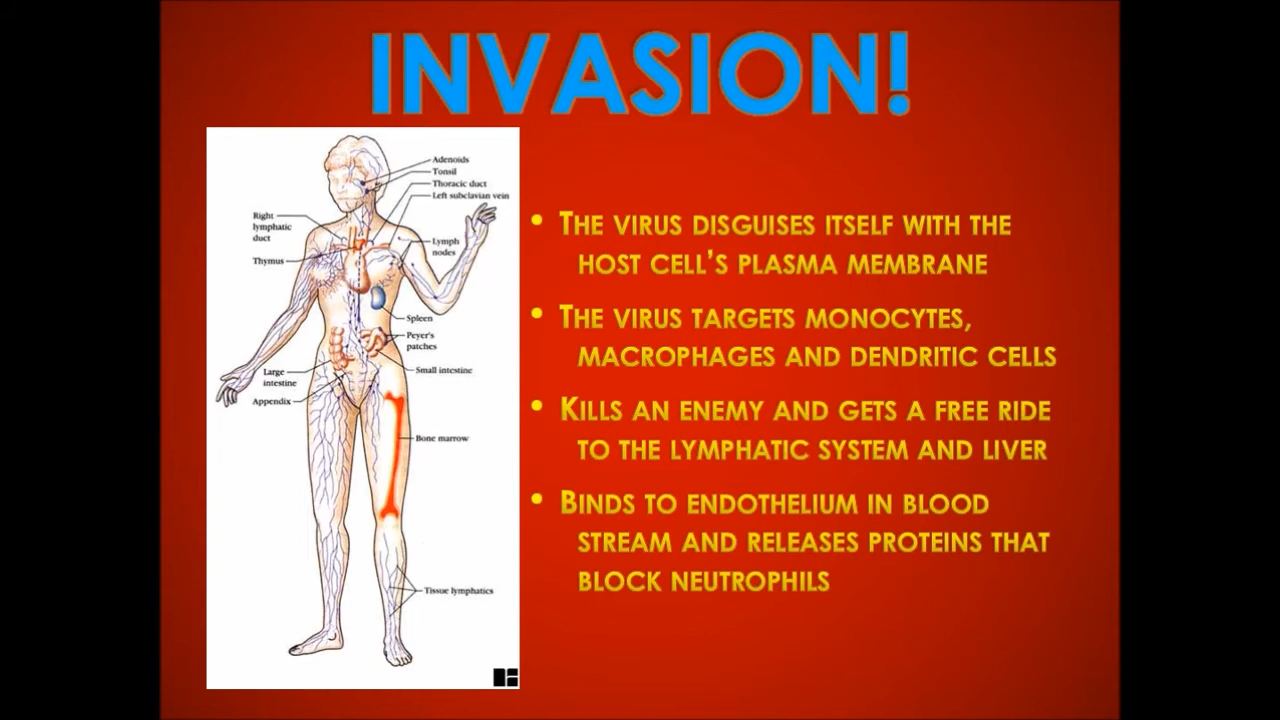 INVASION!
Adenoids
Tonsil
Thoracic duct
Left subclavian vein
Right
lymphatic
duct
Lymph
nodes
Thymus
Spleen
Peyer's
patches
Large
intestine
Small intestine
Appendix
Bone marrow
Tissue lymphatics
• THE VIRUS DISGUISES ITSELF WITH THE
HOST CELL'S PLASMA MEMBRANE
• THE VIRUS TARGETS MONOCYTES,
MACROPHAGES AND DENDRITIC CELLS
• KILLS AN ENEMY AND GETS A FREE RIDE
TO THE LYMPHATIC SYSTEM AND LIVER
• BINDS TO ENDOTHELIUM IN BLOOD
STREAM AND RELEASES PROTEINS THAT
BLOCK NEUTROPHILS